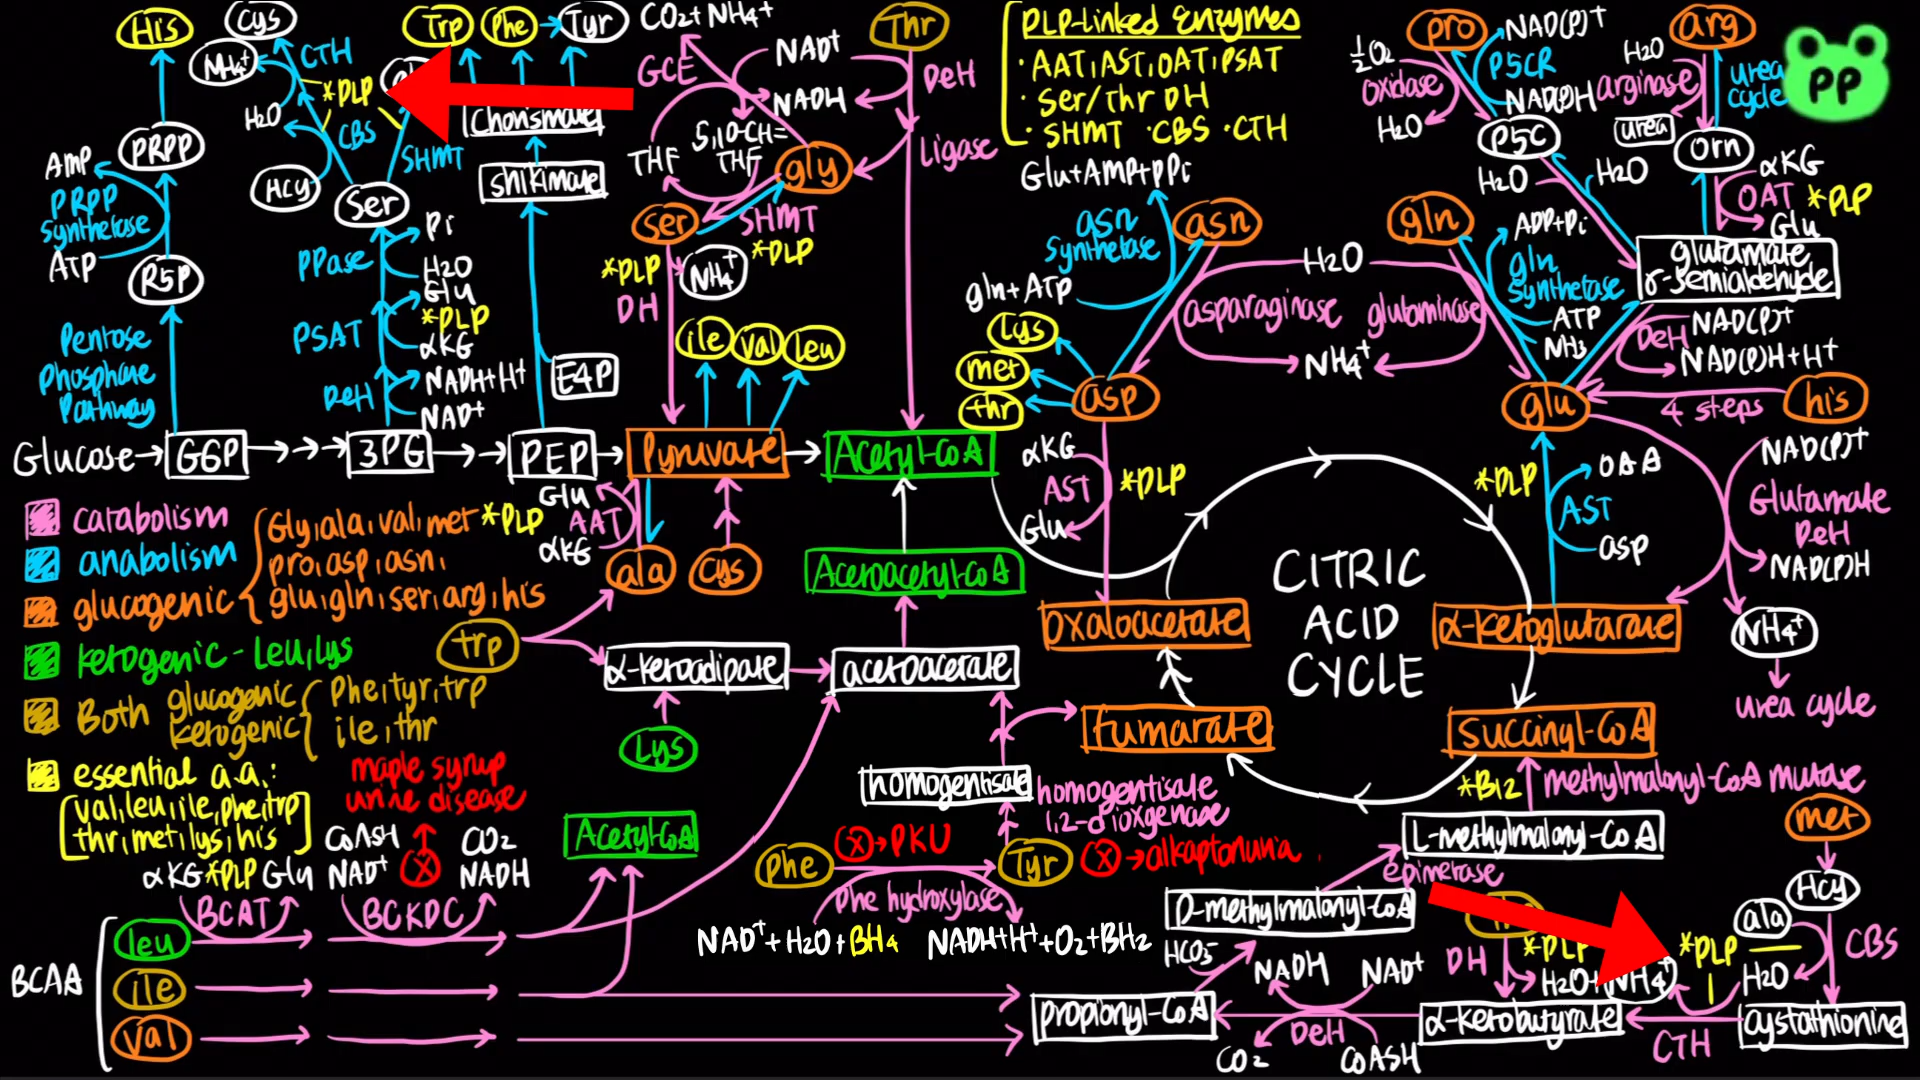 His
Cys
Trp
Phe
Tyr
CO2+NH4+
Thr
PLP-linked Enzymes
· AAT, AST, OAT, PSAT
· Ser/Thr DH
· SHMT · CBS · CTH
pro
NAD(P)+
arg
PP
NH4+
CTH
*PLP
H2O
CBS
SHMT
Hcy
Ser
GCE
NAD+
NADH
DeH
THF
5,10-CH=
THF
gly
Ligase
ser
SHMT
*PLP
*PLP
NH4+
DH
½O2
oxidase
H2O
P5CR
NAD(P)H
P5C
H2O
arginase
urea
urea
cycle
orn
H2O
H2O
αKG
OAT
*PLP
Glu
glutamate
γ-semialdehyde
AMP
PRPP
PRPP
synthetase
ATP
R5P
Pentose
Phosphate
Pathway
chorismate
shikimate
E4P
PPase
Pi
H2O
Glu
PSAT
*PLP
αKG
DeH
NADH+H+
NAD+
ile
val
leu
Glu+AMP+PPi
asn
synthetase
asn
gln+ATP
H2O
asparaginase
glutaminase
NH4+
gln
ADP+Pi
gln
synthetase
ATP
NH3
DeH
NAD(P)+
NAD(P)H+H+
lys
met
thr
asp
glu
4 steps
his
Glucose
G6P
3PG
PEP
Pyruvate
Acetyl-CoA
αKG
AST
*PLP
Glu
*PLP
OAA
AST
asp
NAD(P)+
Glutamate
DeH
NAD(P)H
NH4+
urea cycle
catabolism
anabolism
glucogenic
Gly, ala, val, met
pro, asp, asn,
glu, gln, ser, arg, his
ketogenic - Leu, Lys
Both glucogenic
ketogenic
Phe, tyr, trp
ile, thr
essential a.a.:
val, leu, ile, phe, trp
thr, met, lys, his
Glu
*PLP
AAT
αKG
ala
cys
trp
Acetoacetyl-CoA
α-ketoadipate
acetoacetate
Lys
CITRIC
ACID
CYCLE
oxaloacetate
α-ketoglutarate
fumarate
succinyl-CoA
*B12
methylmalonyl-CoA mutase
L-methylmalonyl-CoA
epimerase
D-methylmalonyl-CoA
homogentisate
homogentisate
1,2-dioxgenase
maple syrup
urine disease
CoASH
NAD+
X
CO2
NADH
αKG *PLP Glu
BCAT
BCKDC
Acetyl-CoA
Phe
X→PKU
Phe hydroxylase
Tyr
X→alkaptonuria
NAD+ + H2O + BH4
NADH+H+ + O2 + BH2
BCAA
leu
ile
val
HCO3-
propionyl-CoA
NADH
NAD+
DeH
CO2
CoASH
DH
*PLP
H2O+
NH4+
α-ketobutyrate
*PLP
CTH
met
Hcy
ala
H2O
CBS
cystathionine